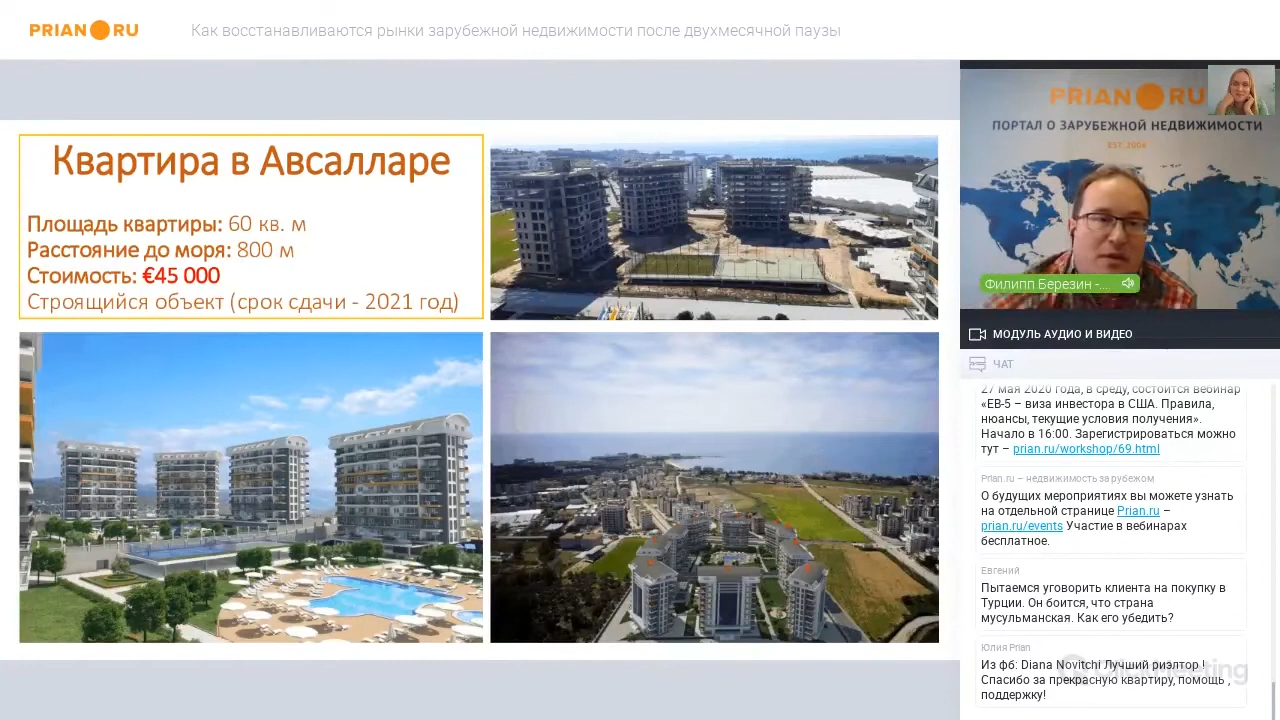 PRIAN RU
Как восстанавливаются рынки зарубежной недвижимости после двухмесячной паузы
Квартира в Авсалларе
Площадь квартиры: 60 кв. м
Расстояние до моря: 800 м
Стоимость: €45 000
Строящийся объект (срок сдачи - 2021 год)
PRIAN RU
ПОРТАЛ О ЗАРУБЕЖНОЙ НЕДВИЖИМОСТИ
EST. 2004
Филипп Березин -....
МОДУЛЬ АУДИО И ВИДЕО
ЧАТ
27 мая 2020 года, в среду, состоится вебинар
«EB-5 – виза инвестора в США. Правила,
нюансы, текущие условия получения».
Начало в 16:00. Зарегистрироваться можно
тут – prian.ru/workshop/69.html
Prian.ru – недвижимость за рубежом
О будущих мероприятиях вы можете узнать
на отдельной странице Prian.ru –
prian.ru/events Участие в вебинарах
бесплатное.
Евгений
Пытаемся уговорить клиента на покупку в
Турции. Он боится, что страна
мусульманская. Как его убедить?
Юлия Prian
Из фб: Diana Novitchi Лучший риэлтор !
Спасибо за прекрасную квартиру, помощь ,
поддержку!
ClickMeeting